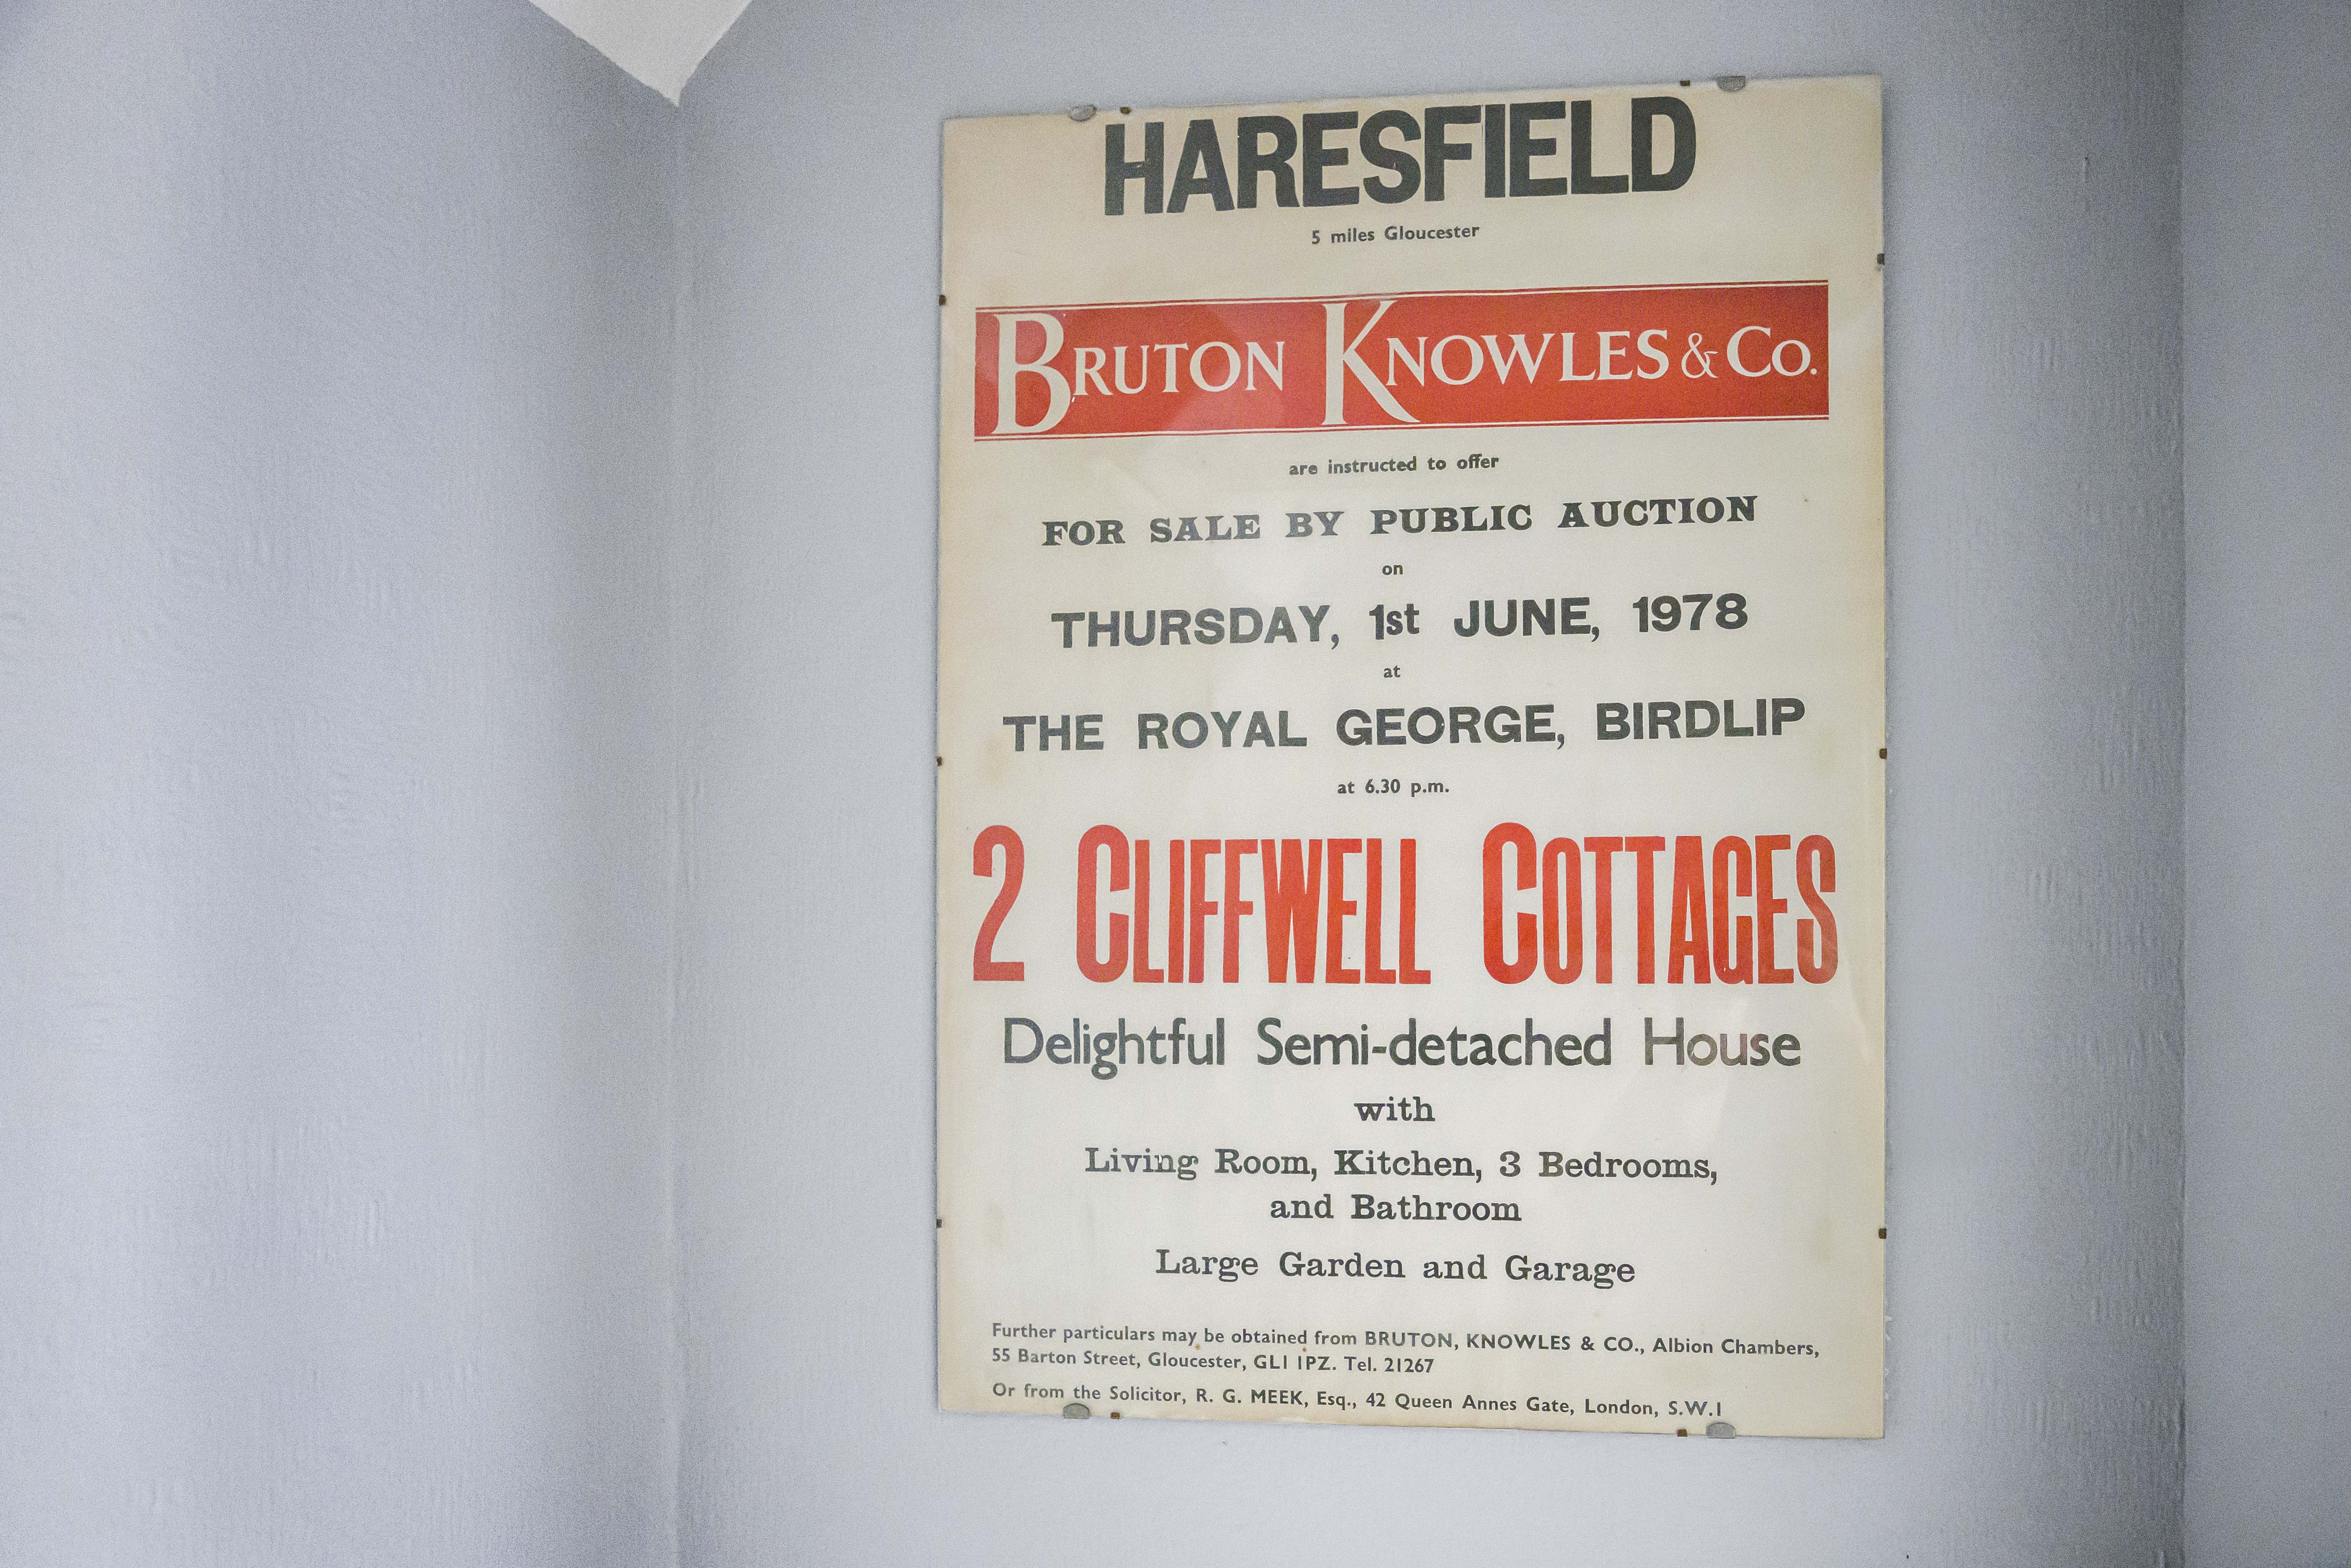 HARESFIELD
5 miles Gloucester
BRUTON KNOWLES & CO.
are instructed to offer
FOR SALE BY PUBLIC AUCTION
on
THURSDAY, 1st JUNE, 1978
at
THE ROYAL GEORGE, BIRDLIP
at 6.30 p.m.
2 CLIFFWELL COTTAGES
Delightful Semi-detached House
with
Living Room, Kitchen, 3 Bedrooms,
and Bathroom
Large Garden and Garage
Further particulars may be obtained from BRUTON, KNOWLES & CO., Albion Chambers,
55 Barton Street, Gloucester, GL1 1PZ. Tel. 21267
Or from the Solicitor, R. G. MEEK, Esq., 42 Queen Annes Gate, London, S.W.1